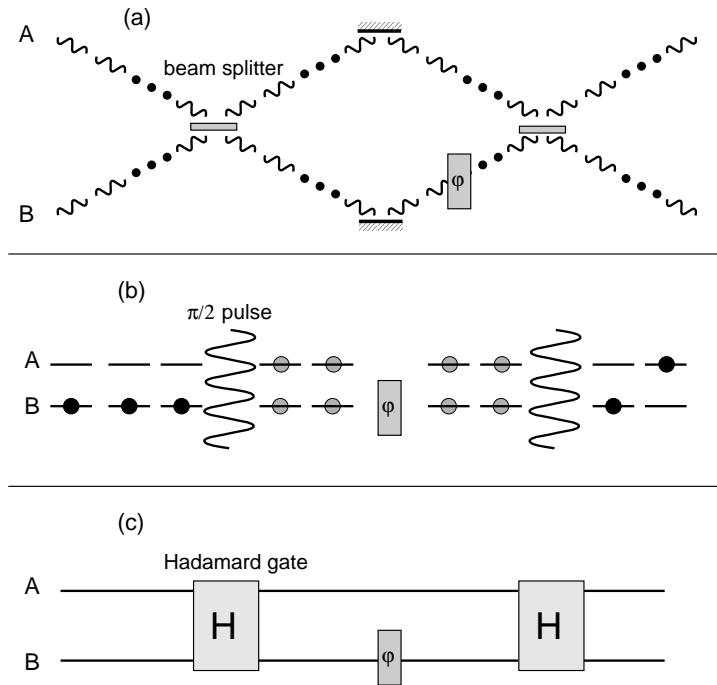 (a)
A
beam splitter
φ
B
(b)
π/2 pulse
A
B
φ
(c)
Hadamard gate
A
H
H
B
φ